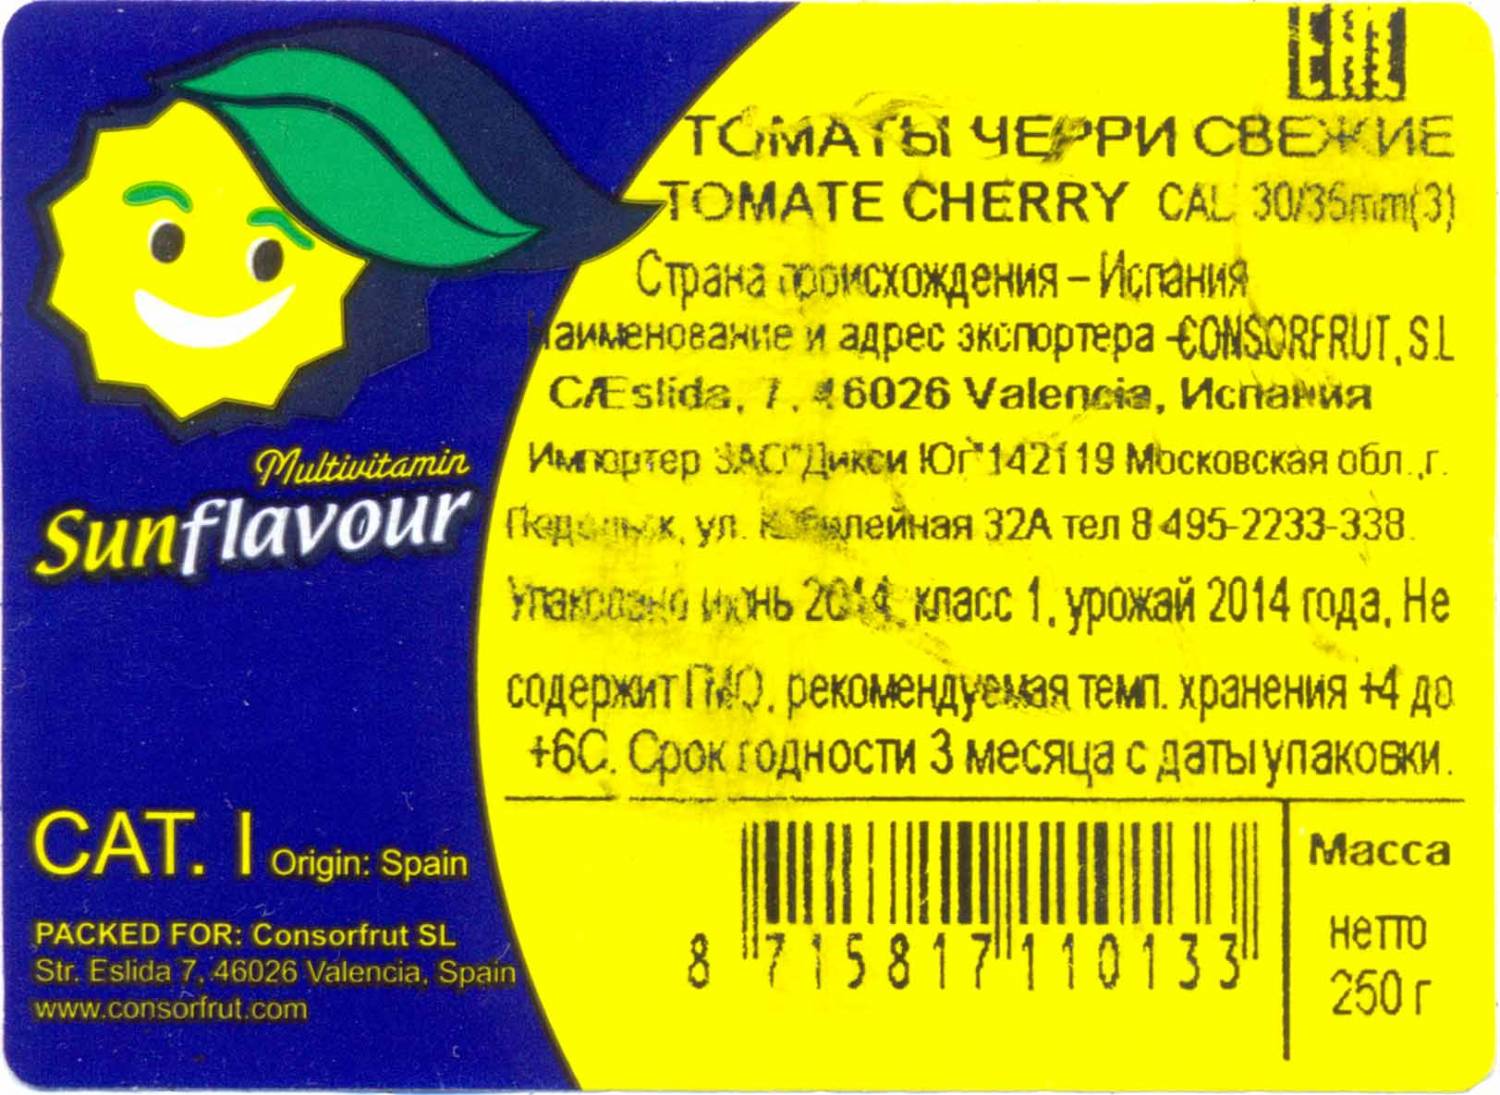 EAC
ТОМАТЫ ЧЕРРИ СВЕЖИЕ
TOMATE CHERRY CAL 30/35mm(3)
Страна происхождения – Испания
наименование и адрес экспортера -CONSORFRUT, S.L
C/Eslida, 7, 46026 Valencia, Испания
Импортер ЗАО"Дикси Юг"142119 Московская обл.,г.
Подольск, ул. Юбилейная 32А тел 8 495-2233-338.
Упаковано июнь 2014, класс 1, урожай 2014 года, Не
содержит ГМО, рекомендуемая темп. хранения +4 до
+6С. Срок годности 3 месяца с даты упаковки.
Multivitamin
Sunflavour
CAT. I Origin: Spain
PACKED FOR: Consorfrut SL
Str. Eslida 7, 46026 Valencia, Spain
www.consorfrut.com
8 715817 110133
Масса
нетто
250 г